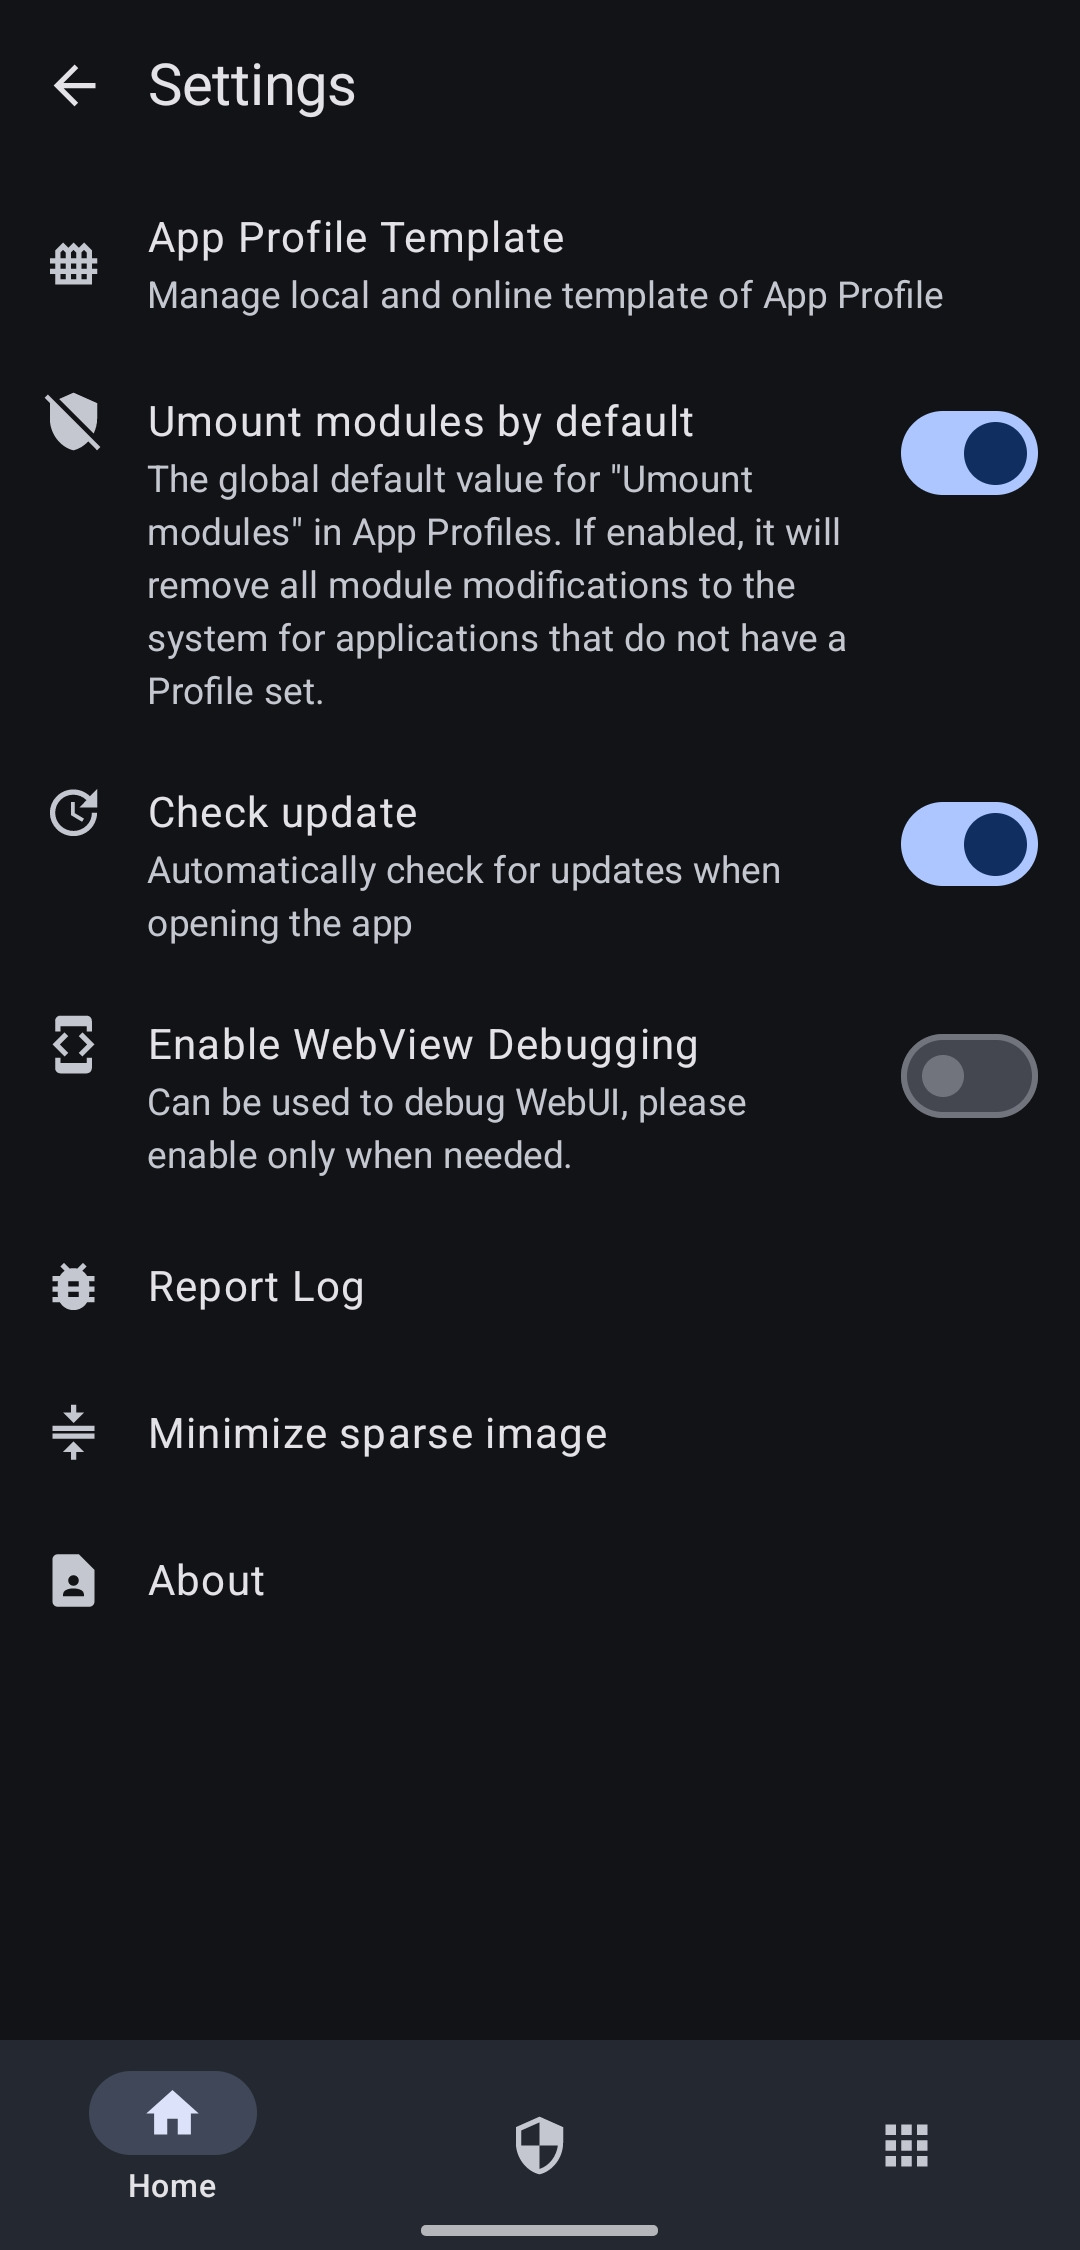 Settings
App Profile Template
Manage local and online template of App Profile
Umount modules by default
The global default value for "Umount
modules" in App Profiles. If enabled, it will
remove all module modifications to the
system for applications that do not have a
Profile set.
Check update
Automatically check for updates when
opening the app
Enable WebView Debugging
Can be used to debug WebUI, please
enable only when needed.
Report Log
Minimize sparse image
About
Home